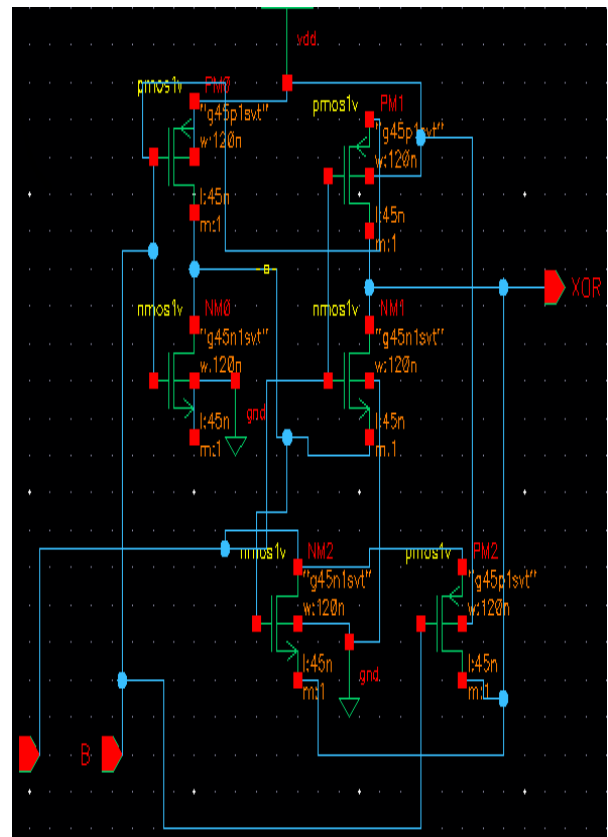 vdd
pmos1v PM0
"g45p1svt"
w:120n
l:45n
m:1
pmos1v PM1
"g45p1svt"
w:120n
l:45n
m:1
XOR
nmos1v NM0
"g45n1svt"
w:120n
l:45n
m:1
gnd
nmos1v NM1
"g45n1svt"
w:120n
l:45n
m:1
nmos1v NM2
"g45n1svt"
w:120n
l:45n
m:1
gnd
pmos1v PM2
"g45p1svt"
w:120n
l:45n
m:1
B